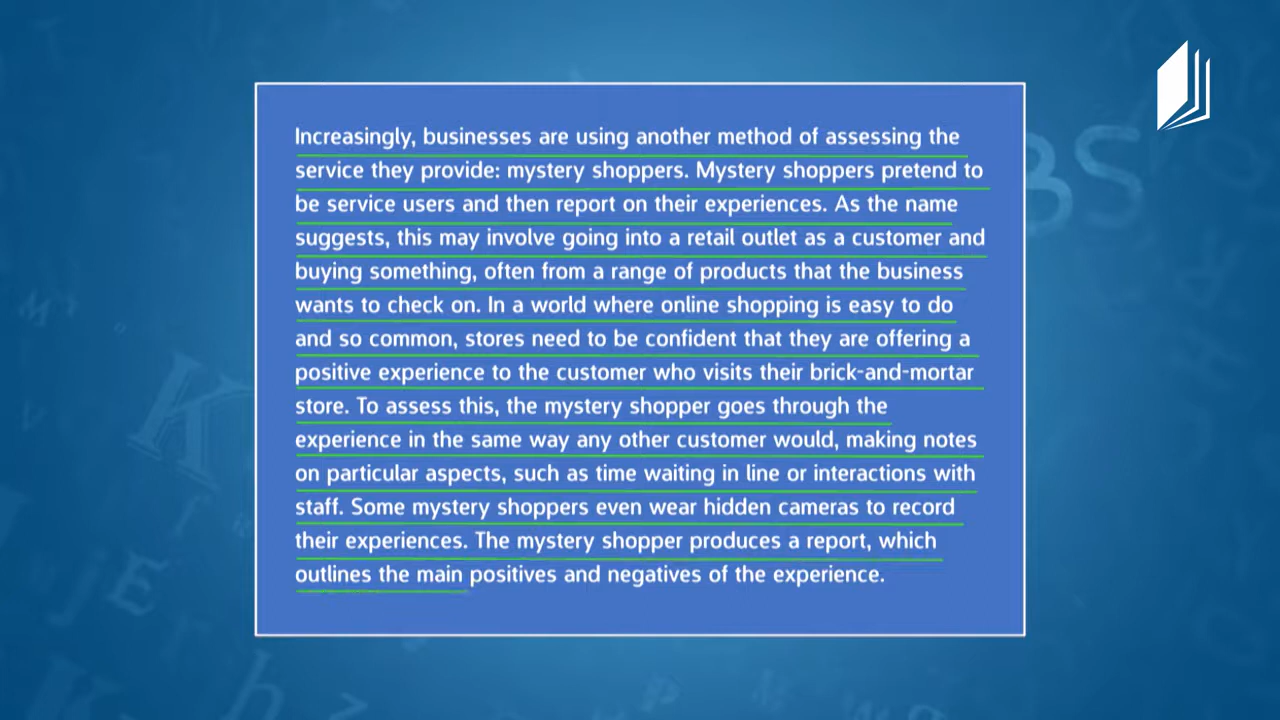 Increasingly, businesses are using another method of assessing the
service they provide: mystery shoppers. Mystery shoppers pretend to
be service users and then report on their experiences. As the name
suggests, this may involve going into a retail outlet as a customer and
buying something, often from a range of products that the business
wants to check on. In a world where online shopping is easy to do
and so common, stores need to be confident that they are offering a
positive experience to the customer who visits their brick-and-mortar
store. To assess this, the mystery shopper goes through the
experience in the same way any other customer would, making notes
on particular aspects, such as time waiting in line or interactions with
staff. Some mystery shoppers even wear hidden cameras to record
their experiences. The mystery shopper produces a report, which
outlines the main positives and negatives of the experience.